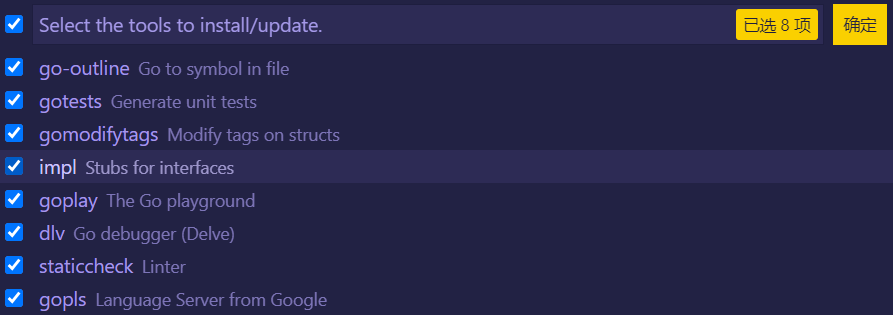 Select the tools to install/update. 已选 8 项 确定
go-outline Go to symbol in file
gotests Generate unit tests
gomodifytags Modify tags on structs
impl Stubs for interfaces
goplay The Go playground
dlv Go debugger (Delve)
staticcheck Linter
gopls Language Server from Google